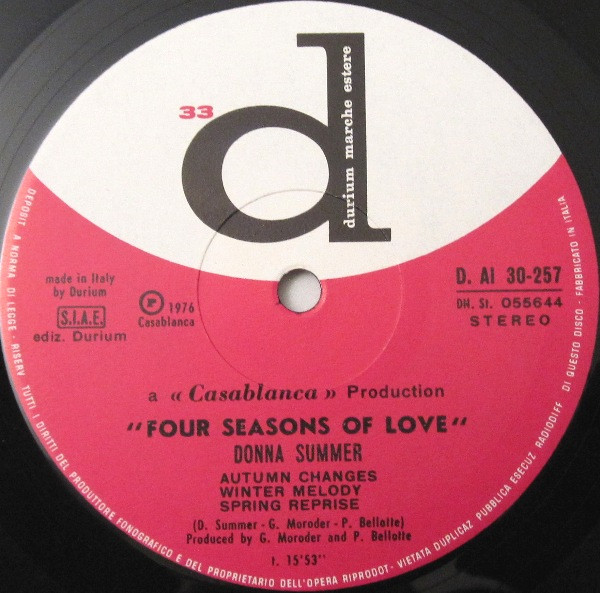 33
d
durium marche estere
made in Italy
by Durium
S.I.A.E.
ediz. Durium
P 1976
Casablanca
D. AI 30-257
DH. St. O55644
STEREO
a « Casablanca » Production
"FOUR SEASONS OF LOVE"
DONNA SUMMER
AUTUMN CHANGES
WINTER MELODY
SPRING REPRISE
(D. Summer - G. Moroder - P. Bellotte)
Produced by G. Moroder and P. Bellotte
t. 15'53"
DEPOSIT A NORMA DI LEGGE - RISERV TUTTI I DIRITTI DEL PRODUTTORE FONOGRAFICO E DEL PROPRIETARIO DELL'OPERA RIPRODOT - VIETATA DUPLICAZ PUBBLICA ESECUZ RADIODIFF DI QUESTO DISCO - FABBRICATO IN ITALIA